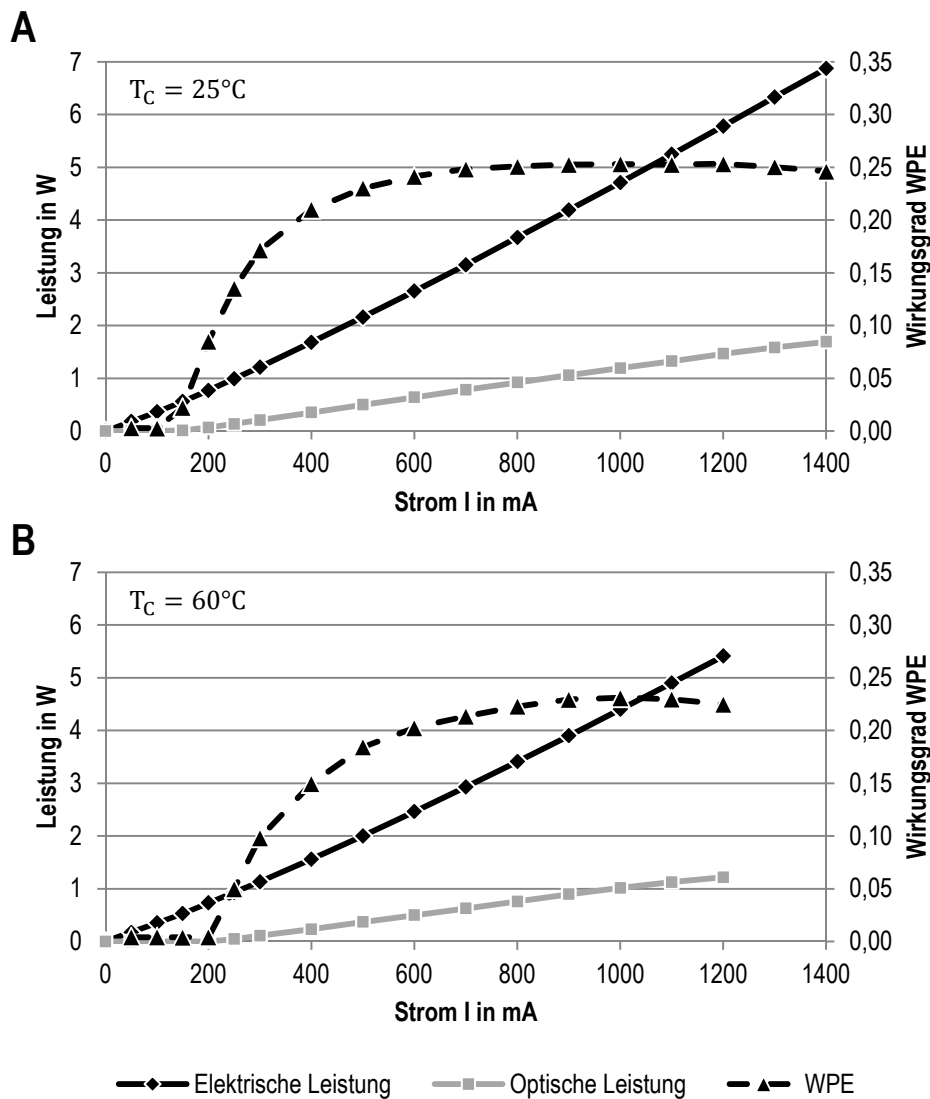 A
7
6
5
4
3
2
1
0
Leistung in W
T_C = 25°C
0,35
0,30
0,25
0,20
0,15
0,10
0,05
0,00
Wirkungsgrad WPE
0 200 400 600 800 1000 1200 1400
Strom I in mA
B
7
6
5
4
3
2
1
0
Leistung in W
T_C = 60°C
0,35
0,30
0,25
0,20
0,15
0,10
0,05
0,00
Wirkungsgrad WPE
0 200 400 600 800 1000 1200 1400
Strom I in mA
Elektrische Leistung Optische Leistung WPE